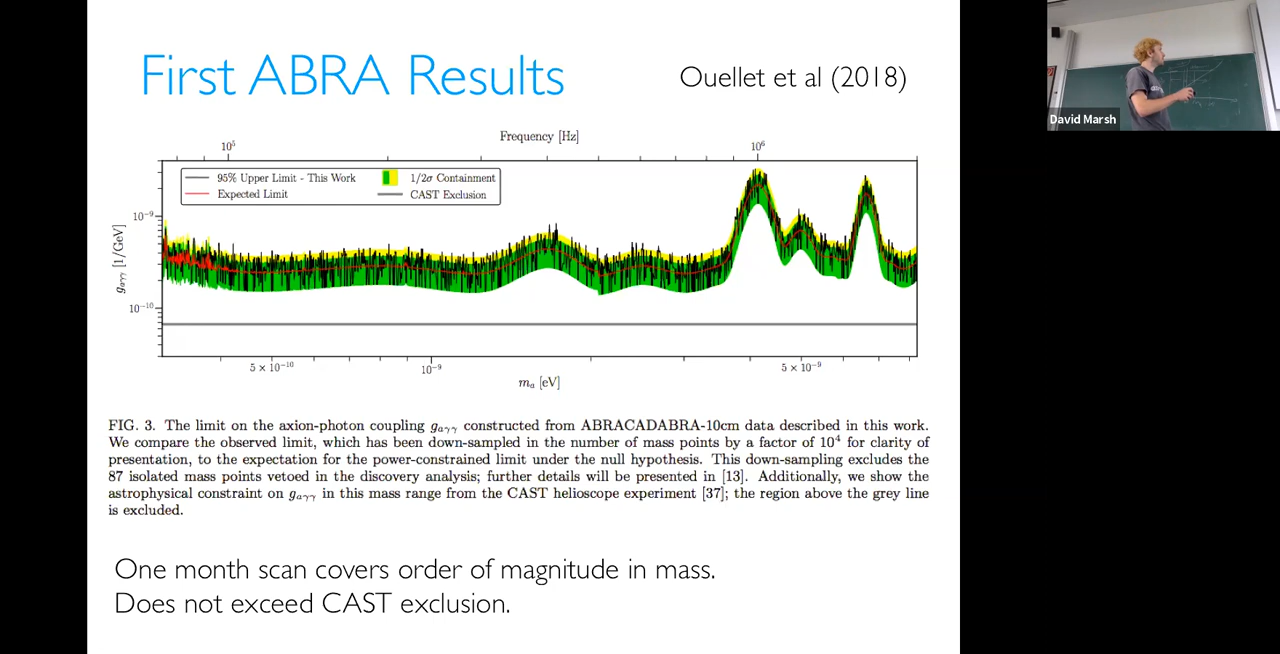 First ABRA Results
Ouellet et al (2018)
David Marsh
Frequency [Hz]
10⁵
10⁶
95% Upper Limit - This Work
1/2σ Containment
Expected Limit
CAST Exclusion
10⁻⁹
10⁻¹⁰
gₐᵧᵧ [1/GeV]
5 × 10⁻¹⁰
10⁻⁹
5 × 10⁻⁹
mₐ [eV]
FIG. 3. The limit on the axion-photon coupling gₐᵧᵧ constructed from ABRACADABRA-10cm data described in this work.
We compare the observed limit, which has been down-sampled in the number of mass points by a factor of 10⁴ for clarity of
presentation, to the expectation for the power-constrained limit under the null hypothesis. This down-sampling excludes the
87 isolated mass points vetoed in the discovery analysis; further details will be presented in [13]. Additionally, we show the
astrophysical constraint on gₐᵧᵧ in this mass range from the CAST helioscope experiment [37]; the region above the grey line
is excluded.
One month scan covers order of magnitude in mass.
Does not exceed CAST exclusion.